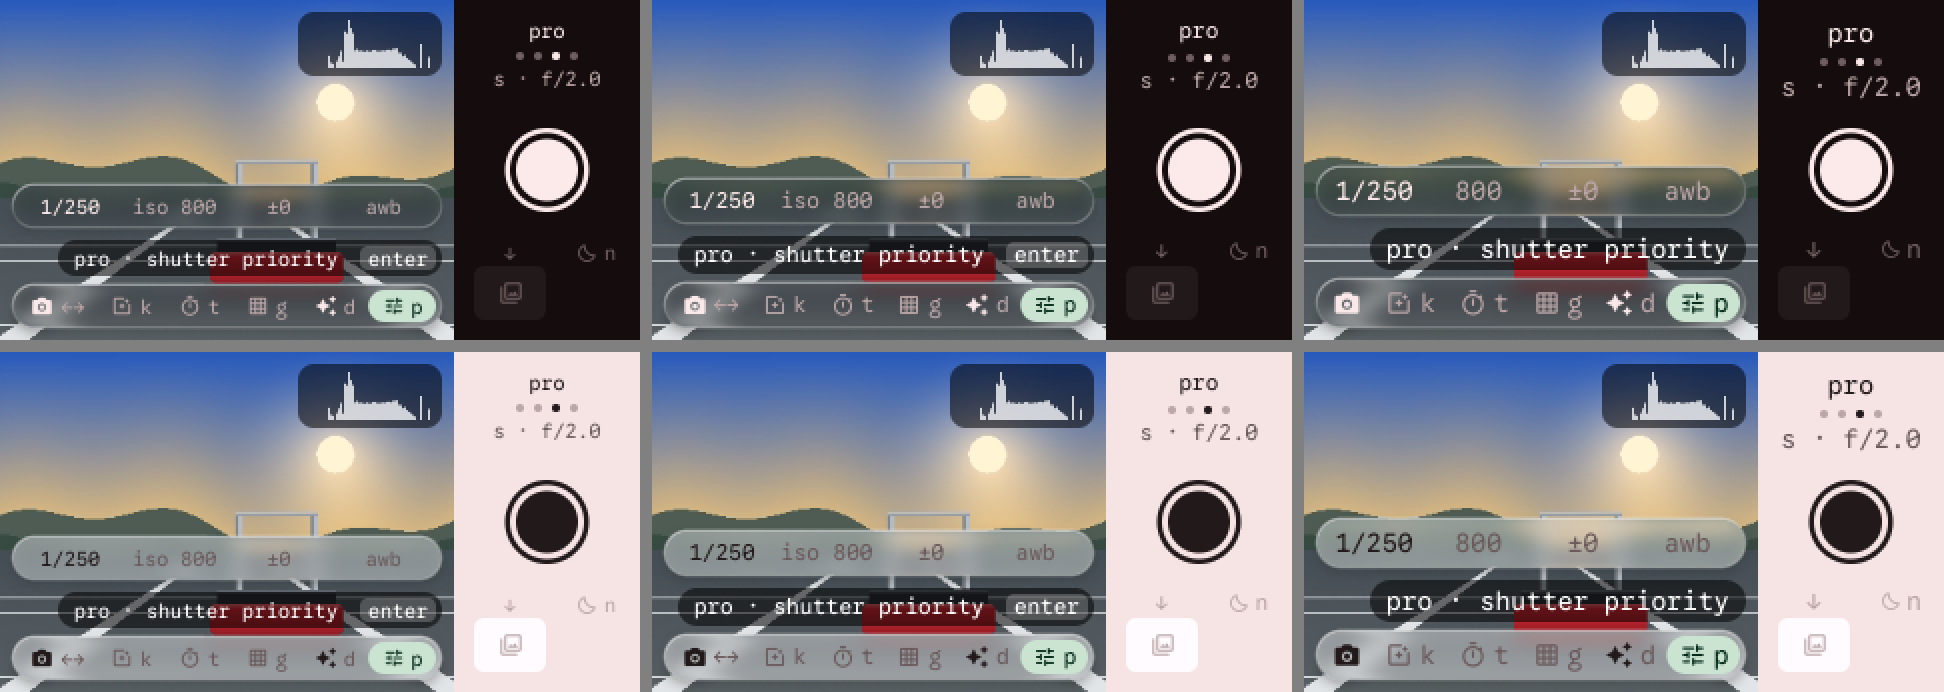 pro
s · f/2.0
1/250 iso 800 ±0 awb
pro · shutter priority enter
n
k t g d p
pro
s · f/2.0
1/250 iso 800 ±0 awb
pro · shutter priority enter
n
k t g d p
pro
s · f/2.0
1/250 800 ±0 awb
pro · shutter priority
n
k t g d p
pro
s · f/2.0
1/250 iso 800 ±0 awb
pro · shutter priority enter
n
k t g d p
pro
s · f/2.0
1/250 iso 800 ±0 awb
pro · shutter priority enter
n
k t g d p
pro
s · f/2.0
1/250 800 ±0 awb
pro · shutter priority
n
k t g d p